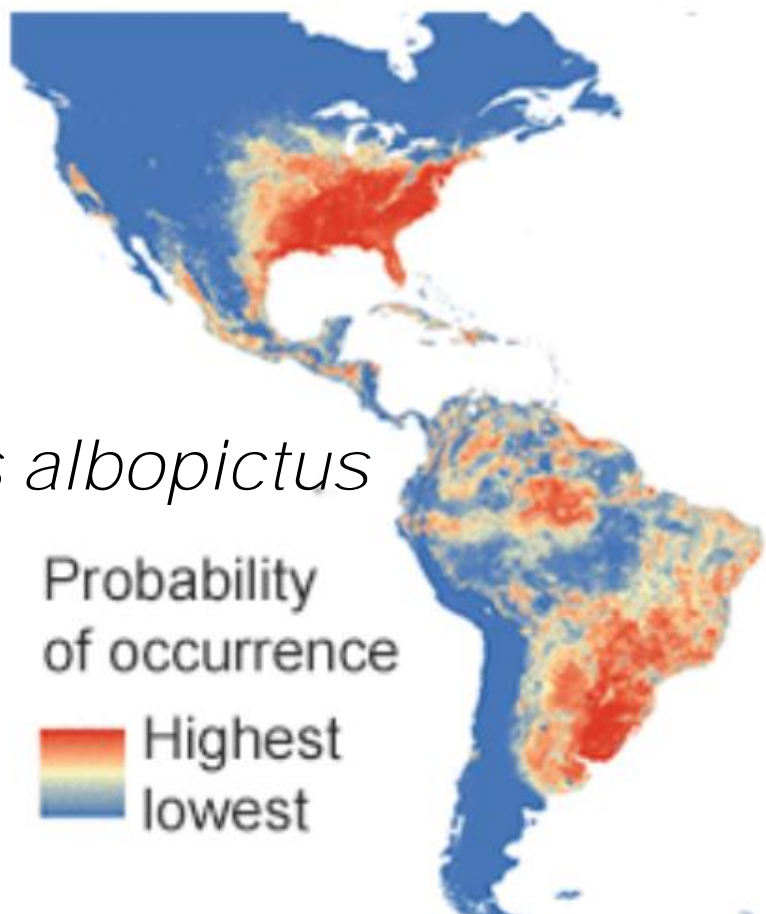 s albopictus
Probability
of occurrence
Highest
lowest